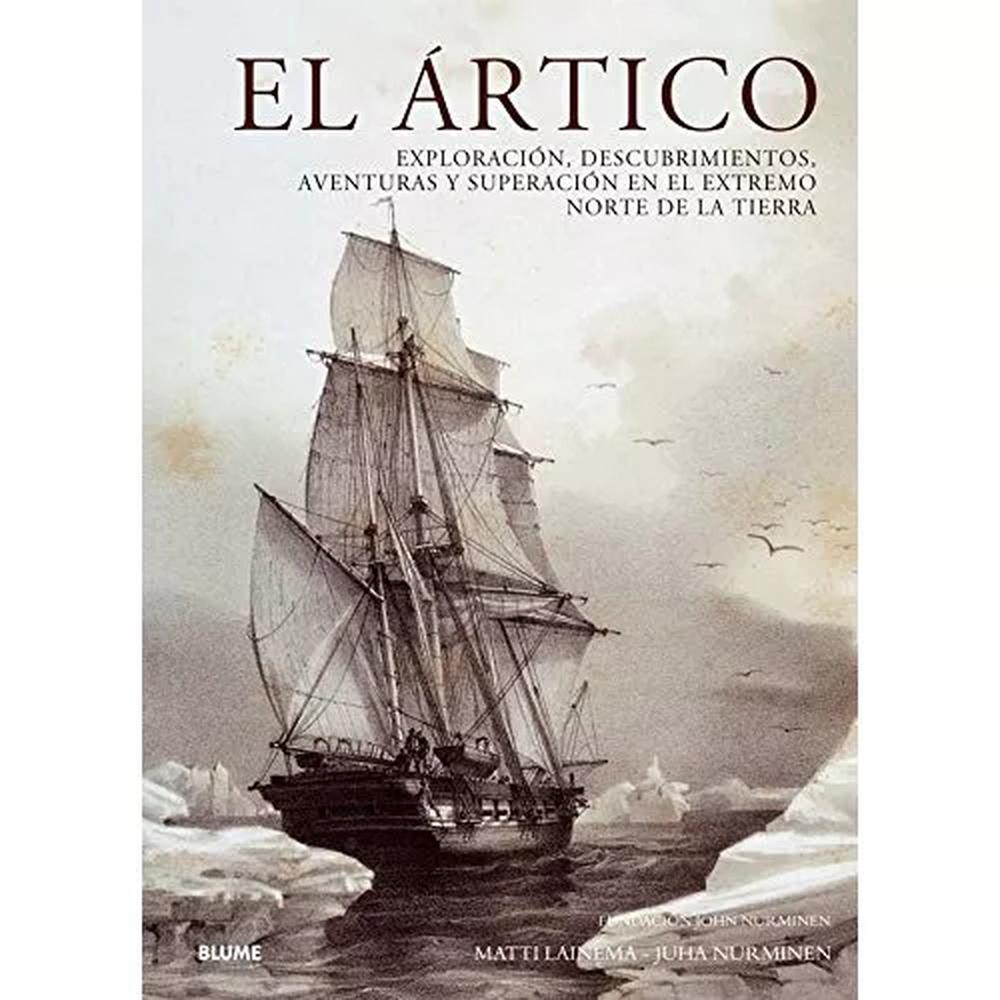 EL ÁRTICO
EXPLORACIÓN, DESCUBRIMIENTOS,
AVENTURAS Y SUPERACIÓN EN EL EXTREMO
NORTE DE LA TIERRA
FUNDACIÓN JOHN NURMINEN
BLUME
MATTI LAINEMA - JUHA NURMINEN